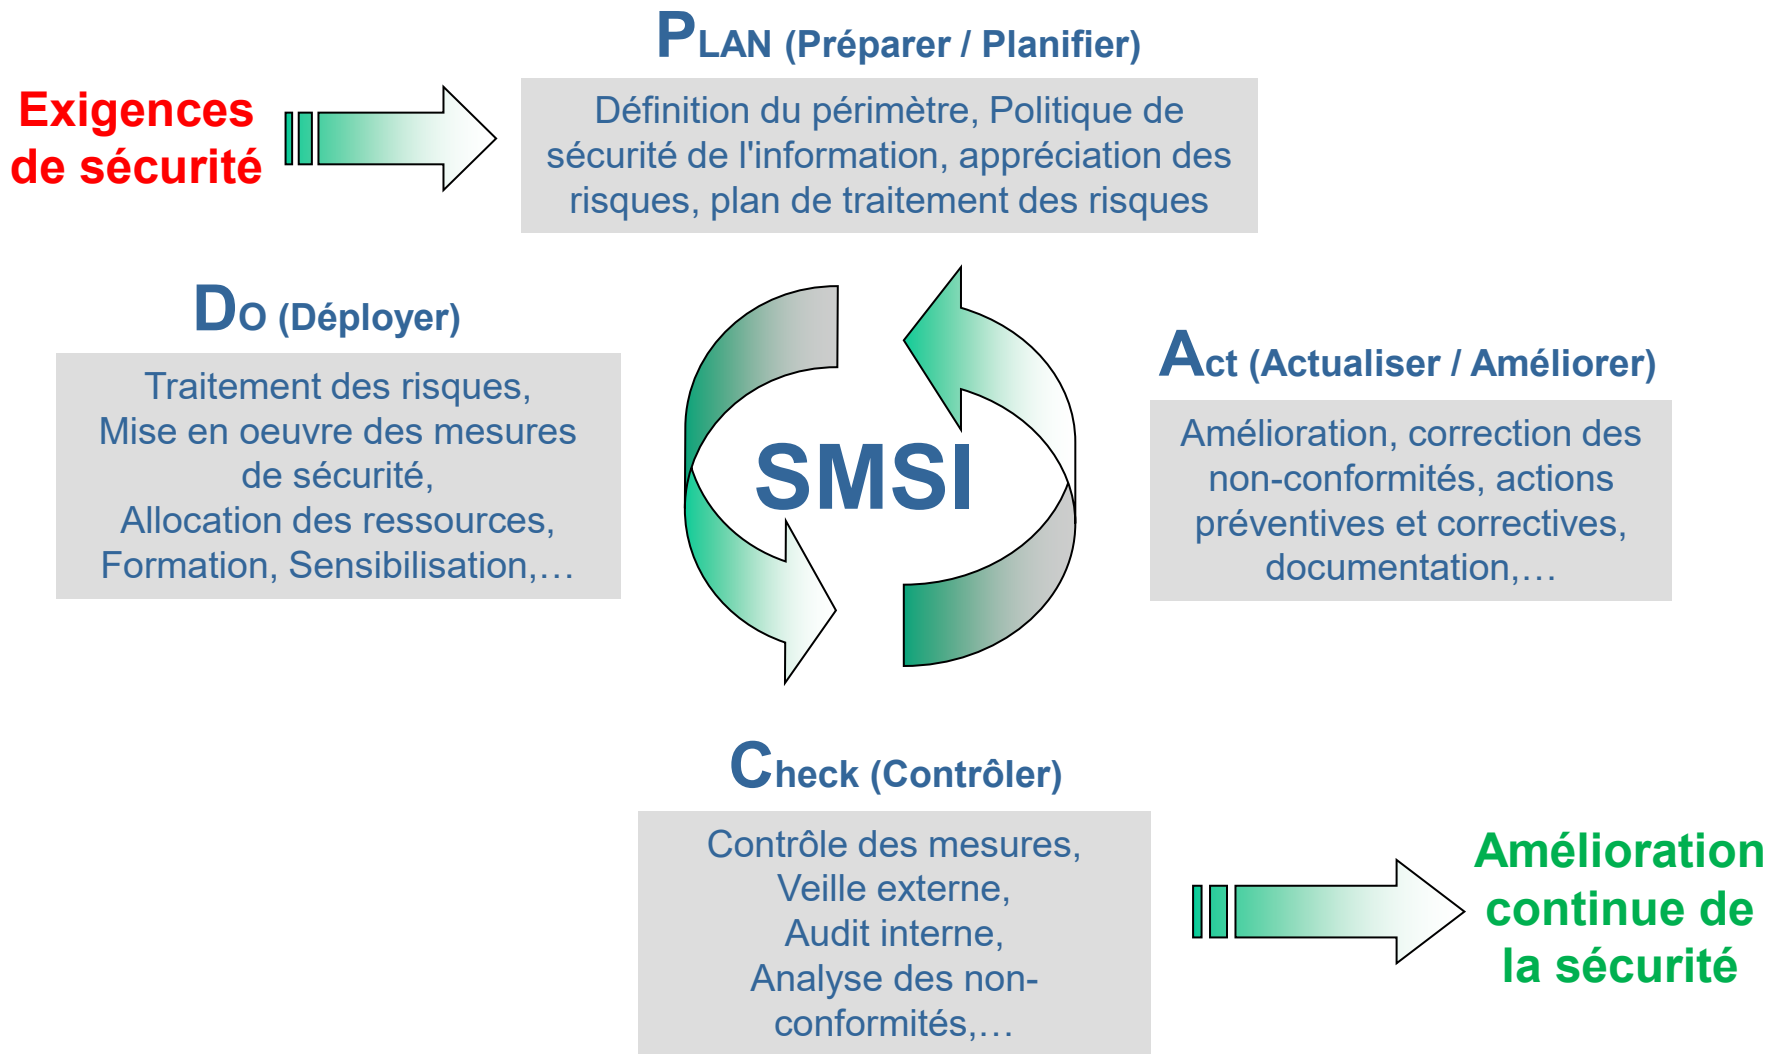 PLAN (Préparer / Planifier)
Exigences
de sécurité
Définition du périmètre, Politique de
sécurité de l'information, appréciation des
risques, plan de traitement des risques
Do (Déployer)
Traitement des risques,
Mise en oeuvre des mesures
de sécurité,
Allocation des ressources,
Formation, Sensibilisation,…
SMSI
Act (Actualiser / Améliorer)
Amélioration, correction des
non-conformités, actions
préventives et correctives,
documentation,…
Check (Contrôler)
Contrôle des mesures,
Veille externe,
Audit interne,
Analyse des non-
conformités,…
Amélioration
continue de
la sécurité